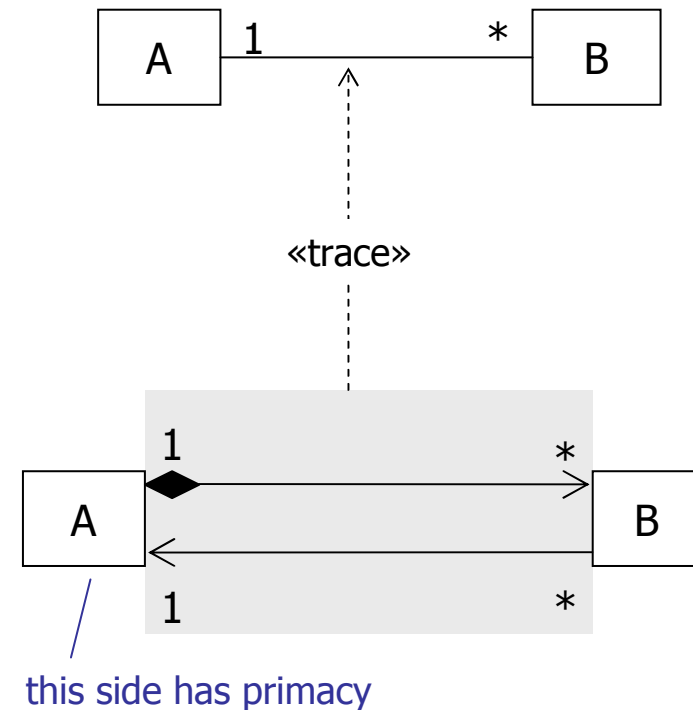 A 1 * B
«trace»
1 *
A B
1 *
this side has primacy